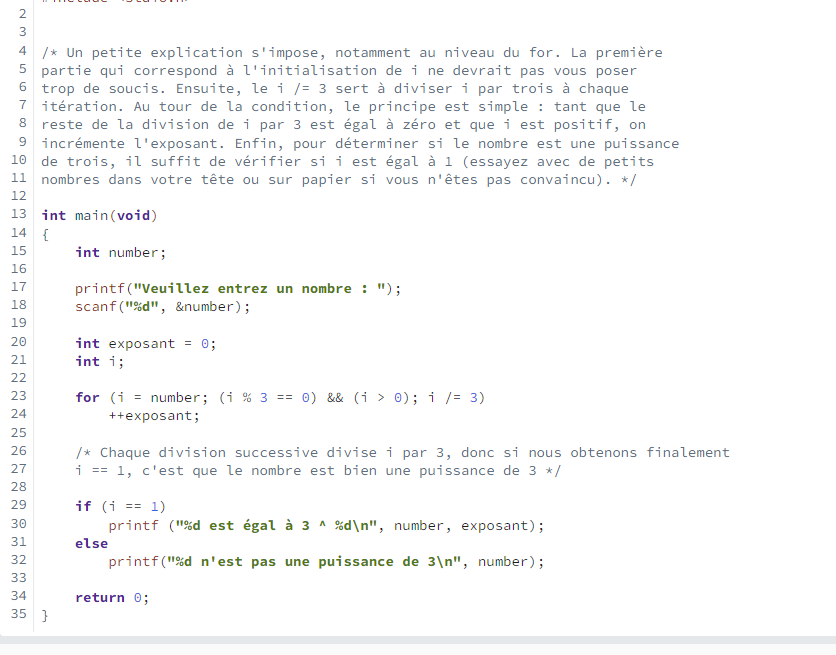 2
3
4 /* Un petite explication s'impose, notamment au niveau du for. La première
5 partie qui correspond à l'initialisation de i ne devrait pas vous poser
6 trop de soucis. Ensuite, le i /= 3 sert à diviser i par trois à chaque
7 itération. Au tour de la condition, le principe est simple : tant que le
8 reste de la division de i par 3 est égal à zéro et que i est positif, on
9 incrémente l'exposant. Enfin, pour déterminer si le nombre est une puissance
10 de trois, il suffit de vérifier si i est égal à 1 (essayez avec de petits
11 nombres dans votre tête ou sur papier si vous n'êtes pas convaincu). */
12
13 int main(void)
14 {
15     int number;
16
17     printf("Veuillez entrez un nombre : ");
18     scanf("%d", &number);
19
20     int exposant = 0;
21     int i;
22
23     for (i = number; (i % 3 == 0) && (i > 0); i /= 3)
24         ++exposant;
25
26     /* Chaque division successive divise i par 3, donc si nous obtenons finalement
27     i == 1, c'est que le nombre est bien une puissance de 3 */
28
29     if (i == 1)
30         printf ("%d est égal à 3 ^ %d\n", number, exposant);
31     else
32         printf("%d n'est pas une puissance de 3\n", number);
33
34     return 0;
35 }